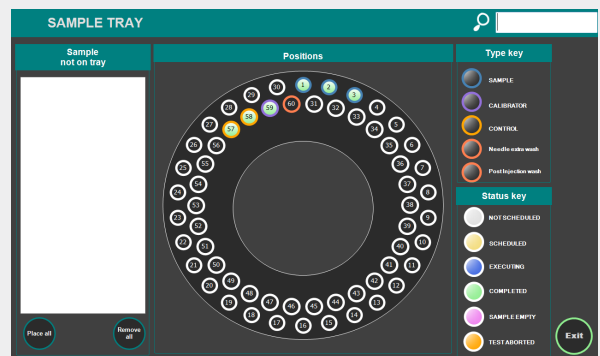 SAMPLE TRAY
Sample
not on tray
Place all
Remove
all
Positions
1
2
3
4
5
6
7
8
9
10
11
12
13
14
15
16
17
18
19
20
21
22
23
24
25
26
27
28
29
30
31
32
33
34
35
36
37
38
39
40
41
42
43
44
45
46
47
48
49
50
51
52
53
54
55
56
57
58
59
60
Type key
SAMPLE
CALIBRATOR
CONTROL
Needle extra wash
Post Injection wash
Status key
NOT SCHEDULED
SCHEDULED
EXECUTING
COMPLETED
SAMPLE EMPTY
TEST ABORTED
Exit